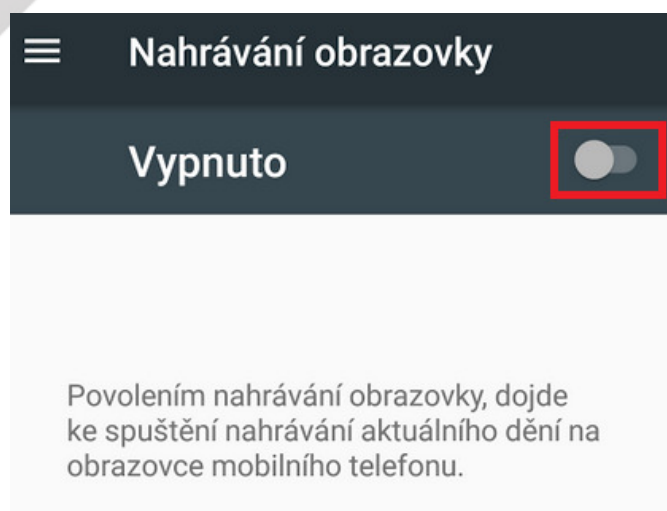 Nahrávání obrazovky
Vypnuto
Povolením nahrávání obrazovky, dojde
ke spuštění nahrávání aktuálního dění na
obrazovce mobilního telefonu.